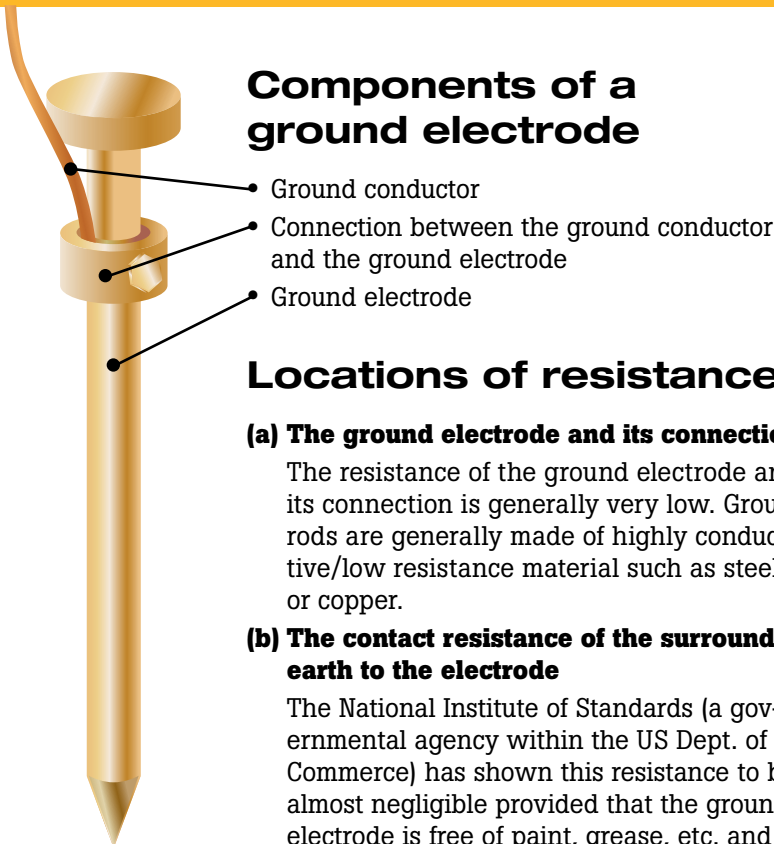 Components of a
ground electrode
• Ground conductor
• Connection between the ground conductor
and the ground electrode
• Ground electrode
Locations of resistance
(a) The ground electrode and its connectio
The resistance of the ground electrode an
its connection is generally very low. Grou
rods are generally made of highly conduc
tive/low resistance material such as steel
or copper.
(b) The contact resistance of the surround
earth to the electrode
The National Institute of Standards (a gov-
ernmental agency within the US Dept. of
Commerce) has shown this resistance to b
almost negligible provided that the groun
electrode is free of paint, grease, etc. and